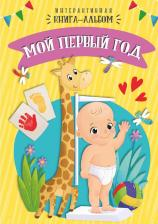 ИНТЕРАКТИВНАЯ
КНИГА-АЛЬБОМ
МОЙ ПЕРВЫЙ ГОД